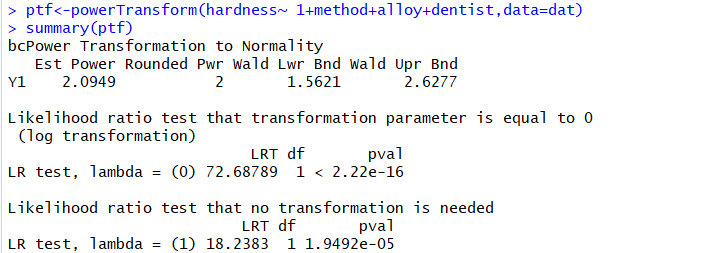 > ptf<-powerTransform(hardness~ 1+method+alloy+dentist,data=dat)
> summary(ptf)
bcPower Transformation to Normality
   Est Power Rounded Pwr Wald Lwr Bnd Wald Upr Bnd
Y1    2.0949           2       1.5621       2.6277

Likelihood ratio test that transformation parameter is equal to 0
 (log transformation)
                           LRT df       pval
LR test, lambda = (0) 72.68789  1 < 2.22e-16

Likelihood ratio test that no transformation is needed
                          LRT df       pval
LR test, lambda = (1) 18.2383  1 1.9492e-05